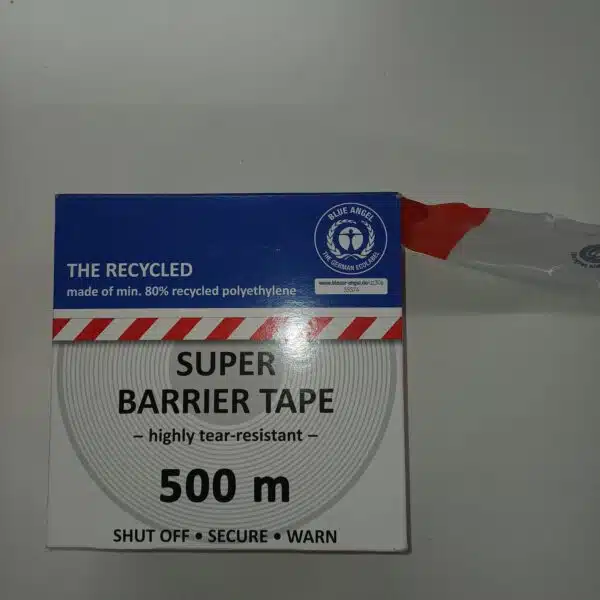 BLUE ANGEL
THE GERMAN ECOLABEL
THE RECYCLED
made of min. 80% recycled polyethylene
SUPER
BARRIER TAPE
– highly tear-resistant –
500 m
SHUT OFF • SECURE • WARN